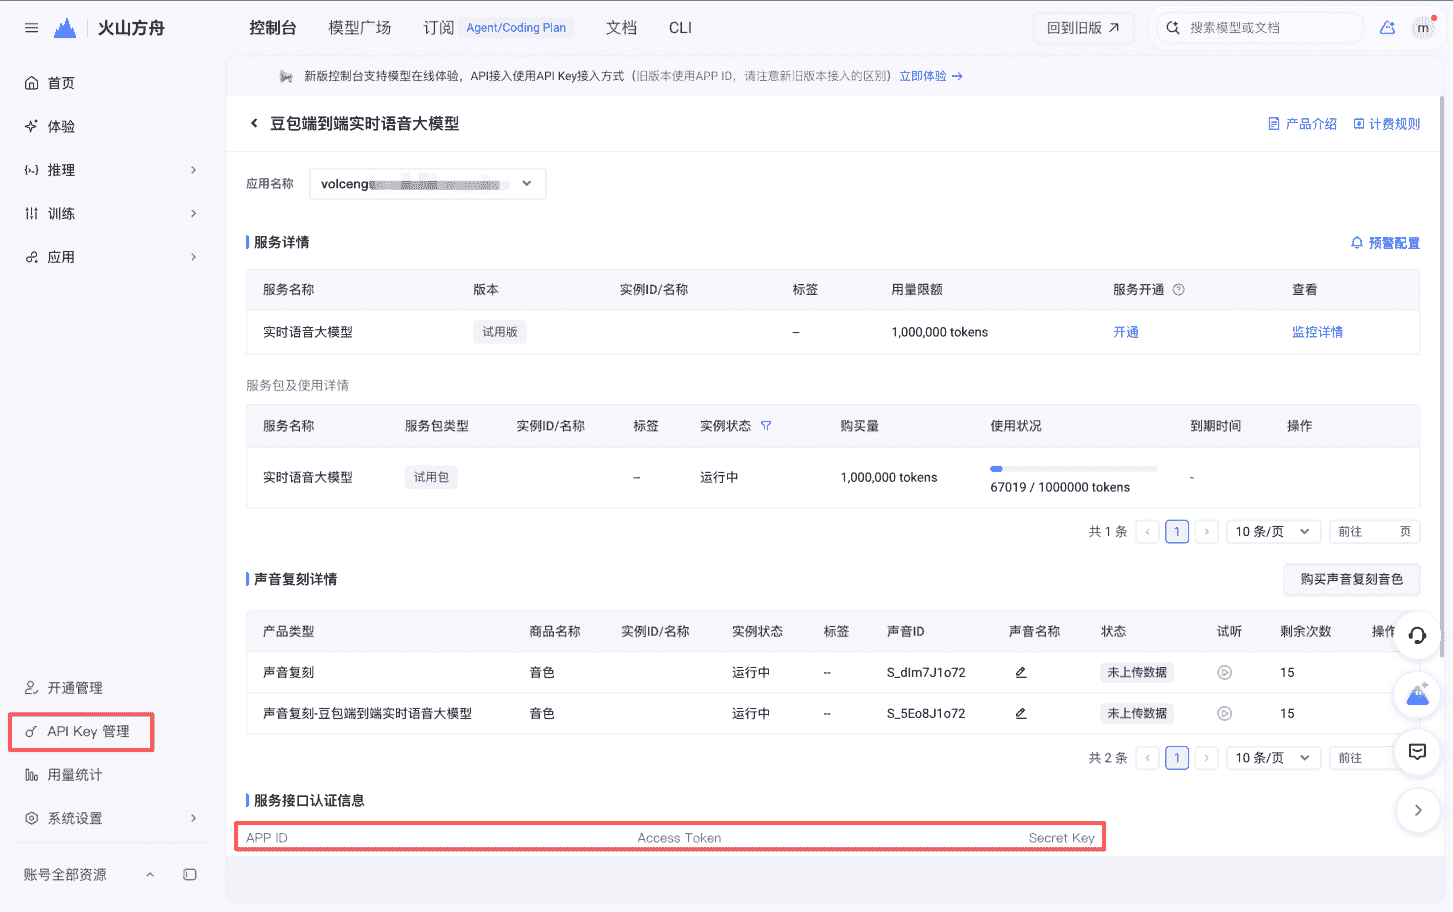 火山方舟
控制台 模型广场 订阅 Agent/Coding Plan 文档 CLI 回到旧版 搜索模型或文档 m
新版控制台支持模型在线体验，API接入使用API Key接入方式（旧版本使用APP ID，请注意新旧版本接入的区别） 立即体验 →
首页
体验
推理
训练
应用
豆包端到端实时语音大模型 产品介绍 计费规则
应用名称 volceng
服务详情 预警配置
服务名称 版本 实例ID/名称 标签 用量限额 服务开通 查看
实时语音大模型 试用版 -- 1,000,000 tokens 开通 监控详情
服务包及使用详情
服务名称 服务包类型 实例ID/名称 标签 实例状态 购买量 使用状况 到期时间 操作
实时语音大模型 试用包 -- 运行中 1,000,000 tokens 67019 / 1000000 tokens -
共 1 条 1 10 条/页 前往 页
声音复刻详情 购买声音复刻音色
产品类型 商品名称 实例ID/名称 实例状态 标签 声音ID 声音名称 状态 试听 剩余次数 操作
声音复刻 音色 运行中 -- S_dIm7J1o72 未上传数据 15
声音复刻-豆包端到端实时语音大模型 音色 运行中 -- S_5Eo8J1o72 未上传数据 15
共 2 条 1 10 条/页 前往
服务接口认证信息
APP ID Access Token Secret Key
开通管理
API Key 管理
用量统计
系统设置
账号全部资源